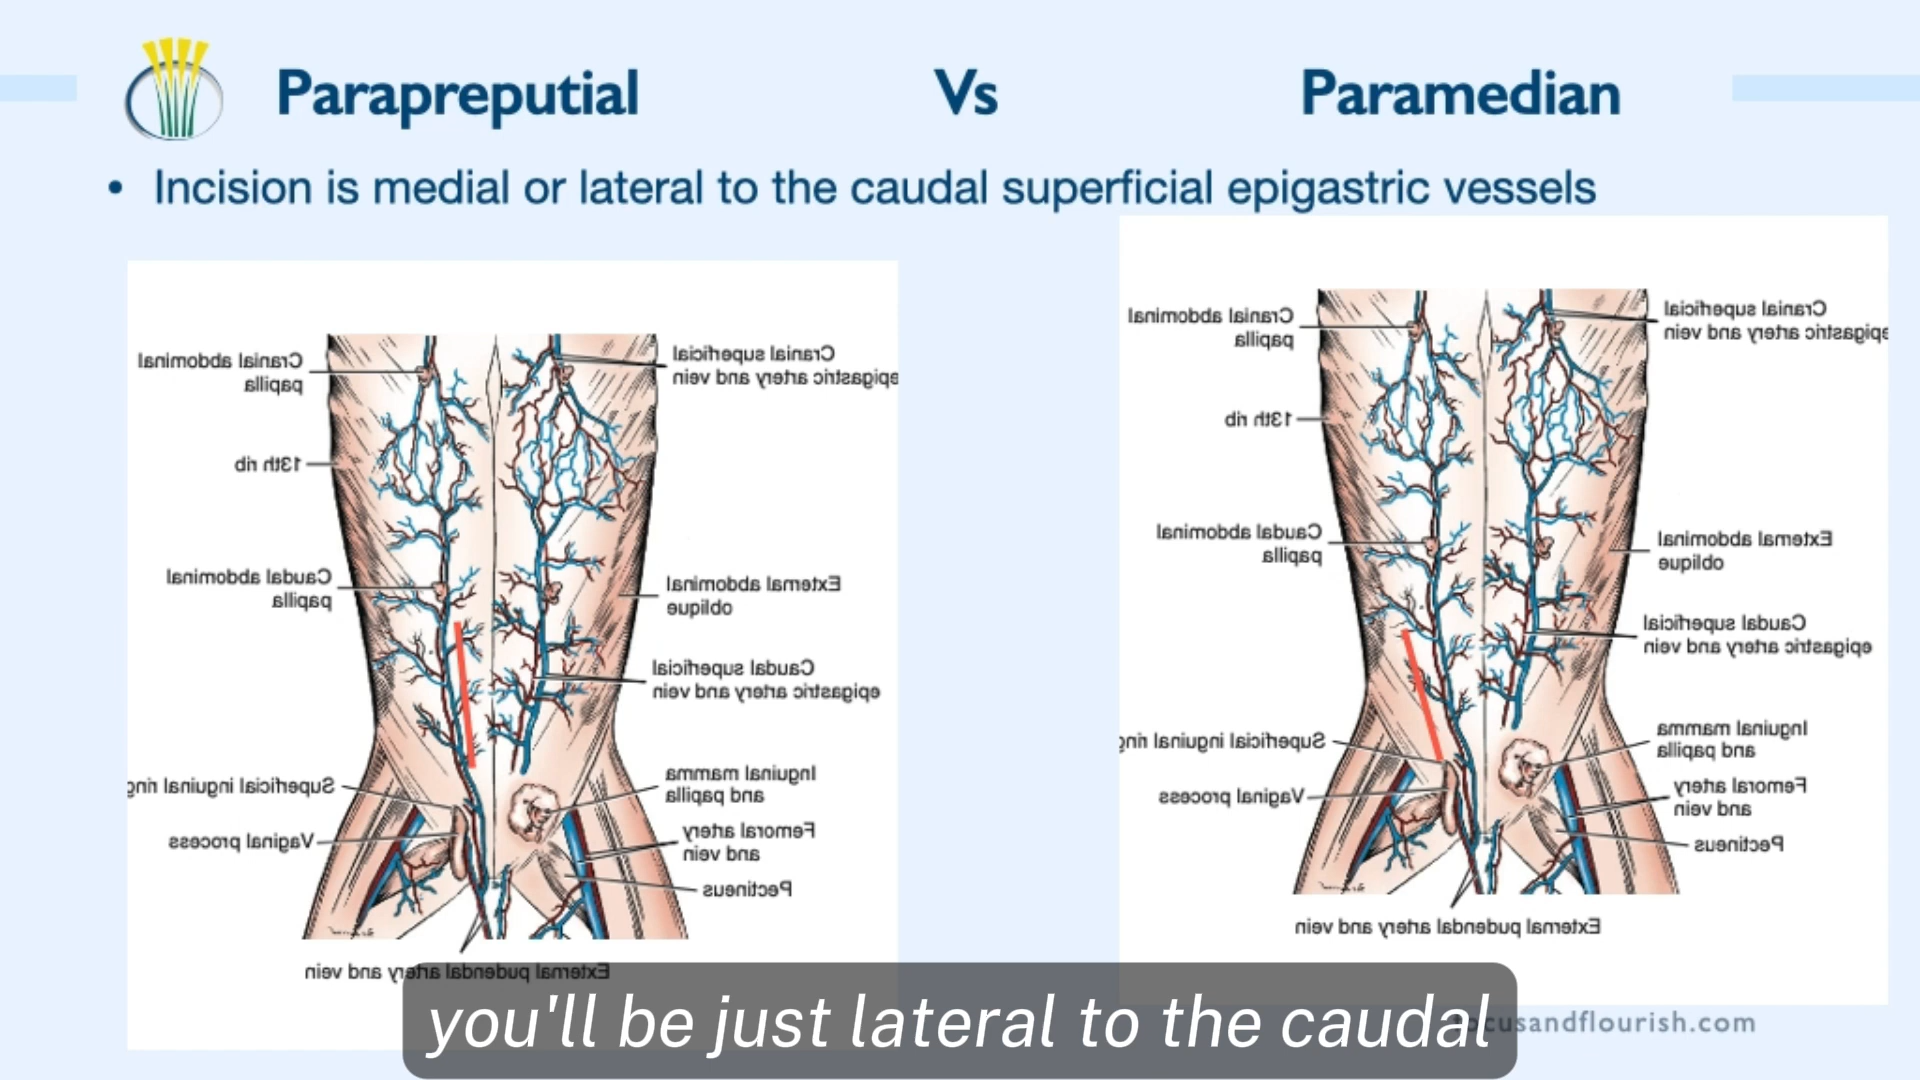 Parapreputial Vs Paramedian
• Incision is medial or lateral to the caudal superficial epigastric vessels
Cranial abdominal
papilla
13th rib
Caudal abdominal
papilla
Superficial inguinal ring
Vaginal process
Cranial superficial
epigastric artery and vein
External abdominal
oblique
Caudal superficial
epigastric artery and vein
Inguinal mamma
and papilla
Femoral artery
and vein
Pectineus
External pudendal artery and vein
Cranial abdominal
papilla
13th rib
Caudal abdominal
papilla
Superficial inguinal ring
Vaginal process
Cranial superficial
epigastric artery and vein
External abdominal
oblique
Caudal superficial
epigastric artery and vein
Inguinal mamma
and papilla
Femoral artery
and vein
Pectineus
External pudendal artery and vein
you'll be just lateral to the caudal
cusandflourish.com